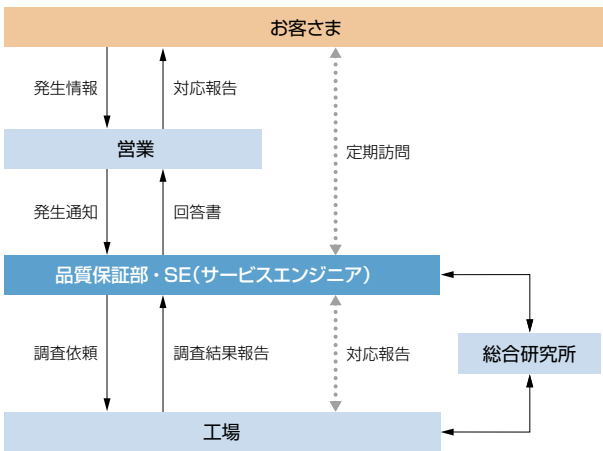 お客さま
発生情報
対応報告
営業
定期訪問
発生通知
回答書
品質保証部・SE（サービスエンジニア）
調査依頼
調査結果報告
対応報告
総合研究所
工場